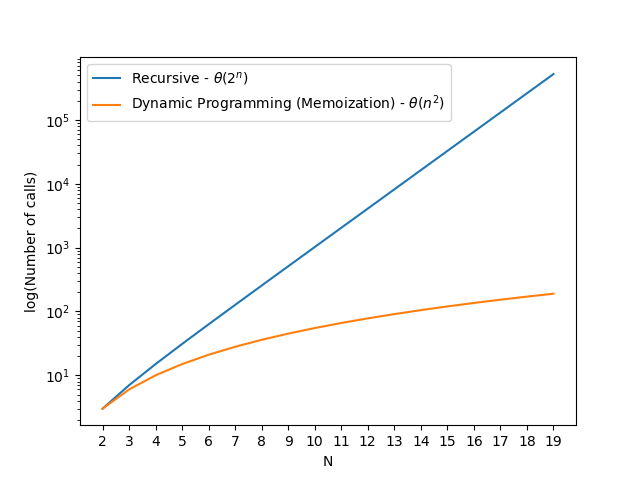 Recursive - θ(2ⁿ)
Dynamic Programming (Memoization) - θ(n²)
10⁵
10⁴
10³
10²
10¹
log(Number of calls)
2 3 4 5 6 7 8 9 10 11 12 13 14 15 16 17 18 19
N